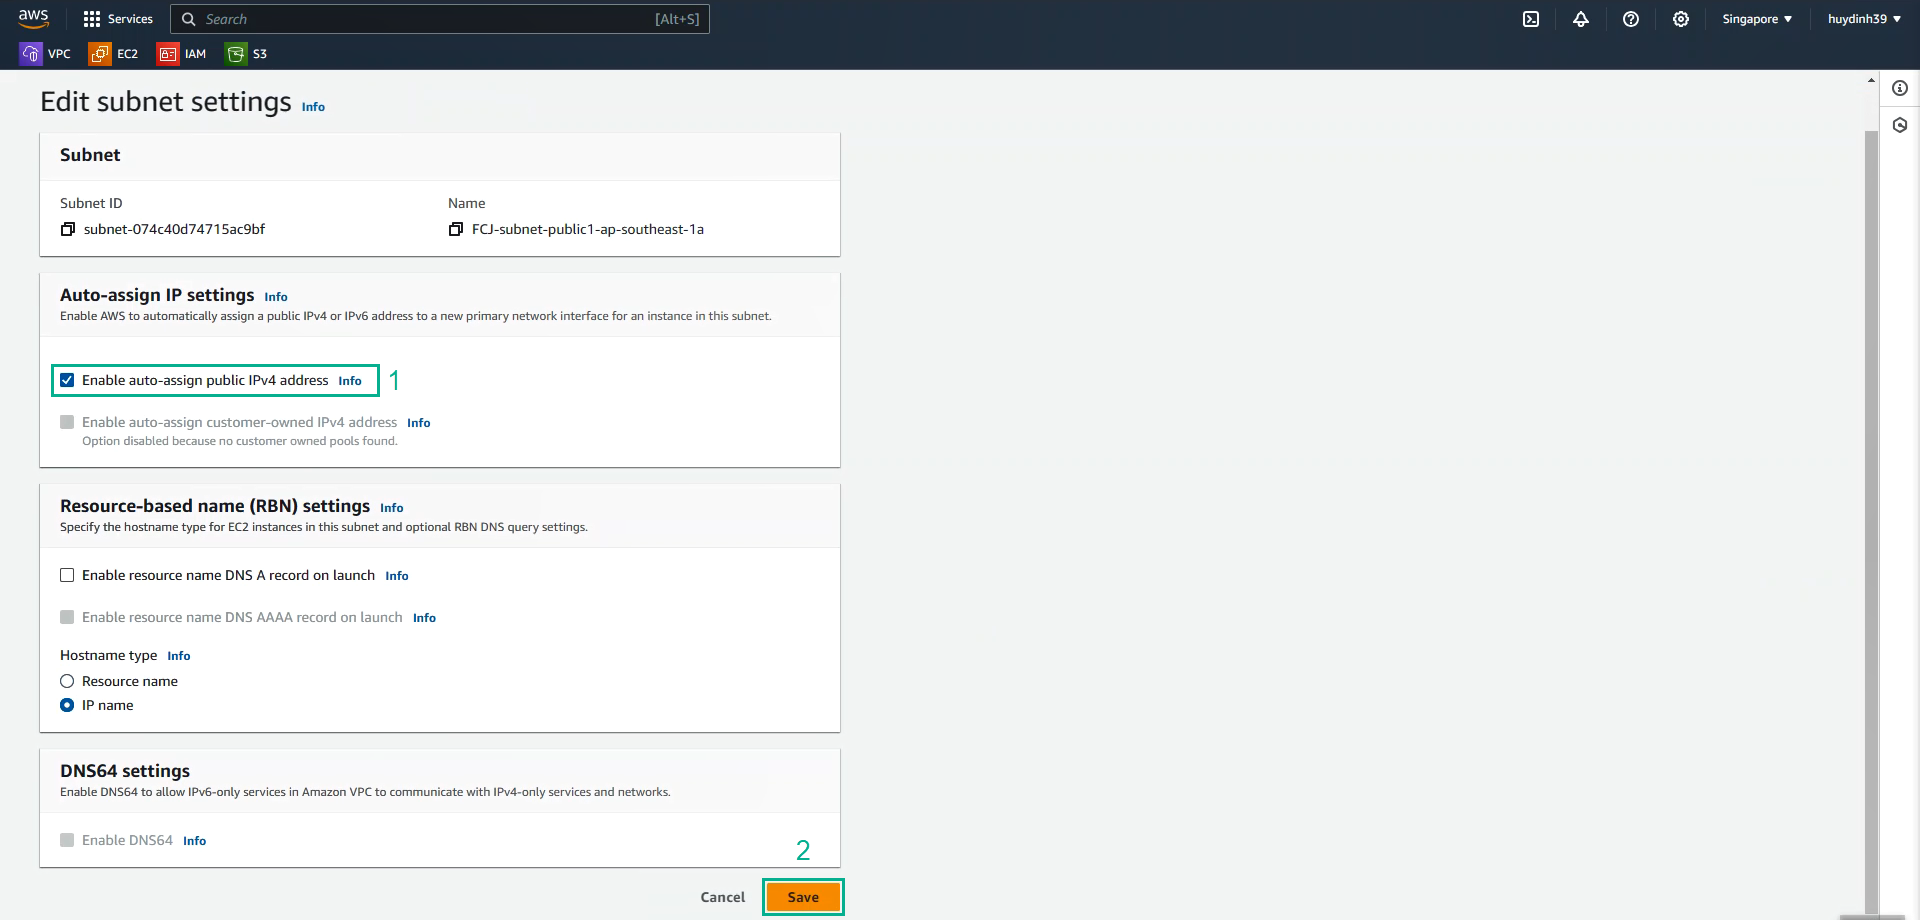 aws Services Search [Alt+S] Singapore huydinh39
VPC EC2 IAM S3
Edit subnet settings Info
Subnet
Subnet ID Name
subnet-074c40d74715ac9bf FCJ-subnet-public1-ap-southeast-1a
Auto-assign IP settings Info
Enable AWS to automatically assign a public IPv4 or IPv6 address to a new primary network interface for an instance in this subnet.
Enable auto-assign public IPv4 address Info 1
Enable auto-assign customer-owned IPv4 address Info
Option disabled because no customer owned pools found.
Resource-based name (RBN) settings Info
Specify the hostname type for EC2 instances in this subnet and optional RBN DNS query settings.
Enable resource name DNS A record on launch Info
Enable resource name DNS AAAA record on launch Info
Hostname type Info
Resource name
IP name
DNS64 settings
Enable DNS64 to allow IPv6-only services in Amazon VPC to communicate with IPv4-only services and networks.
Enable DNS64 Info
2
Cancel Save